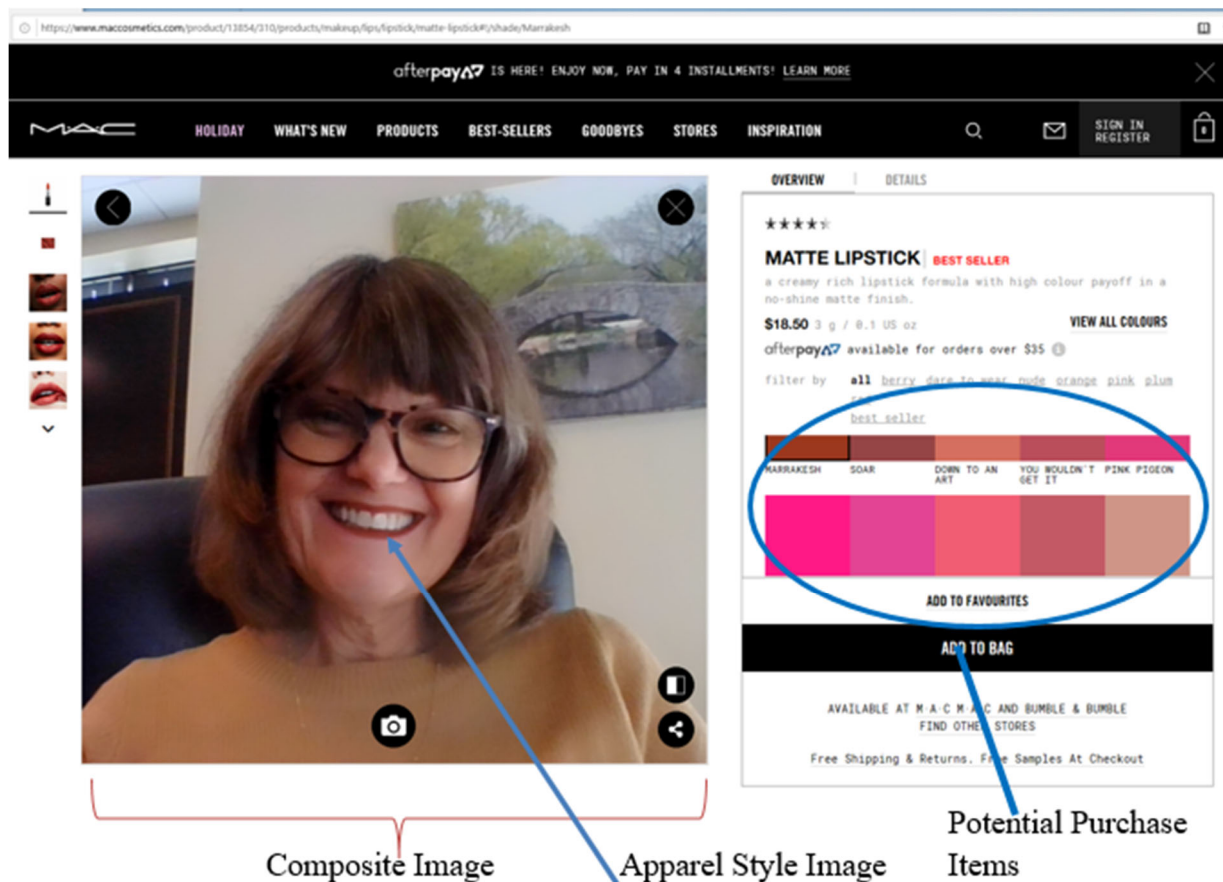 https://www.maccosmetics.com/product/13854/310/products/makeup/lips/lipstick/matte-lipstick#!/shade/Marrakesh
afterpay IS HERE! ENJOY NOW, PAY IN 4 INSTALLMENTS! LEARN MORE
MAC HOLIDAY WHAT'S NEW PRODUCTS BEST-SELLERS GOODBYES STORES INSPIRATION SIGN IN
REGISTER
0
OVERVIEW | DETAILS
MATTE LIPSTICK | BEST SELLER
a creamy rich lipstick formula with high colour payoff in a
no-shine matte finish.
$18.50 3 g / 0.1 US oz VIEW ALL COLOURS
afterpay available for orders over $35
filter by all berry dare to wear nude orange pink plum
best seller
MARRAKESH SOAR DOWN TO AN ART YOU WOULDN'T GET IT PINK PIGEON
ADD TO FAVOURITES
ADD TO BAG
AVAILABLE AT M·A·C M·A·C AND BUMBLE & BUMBLE
FIND OTHER STORES
Free Shipping & Returns. Free Samples At Checkout
Potential Purchase
Items
Composite Image
Apparel Style Image